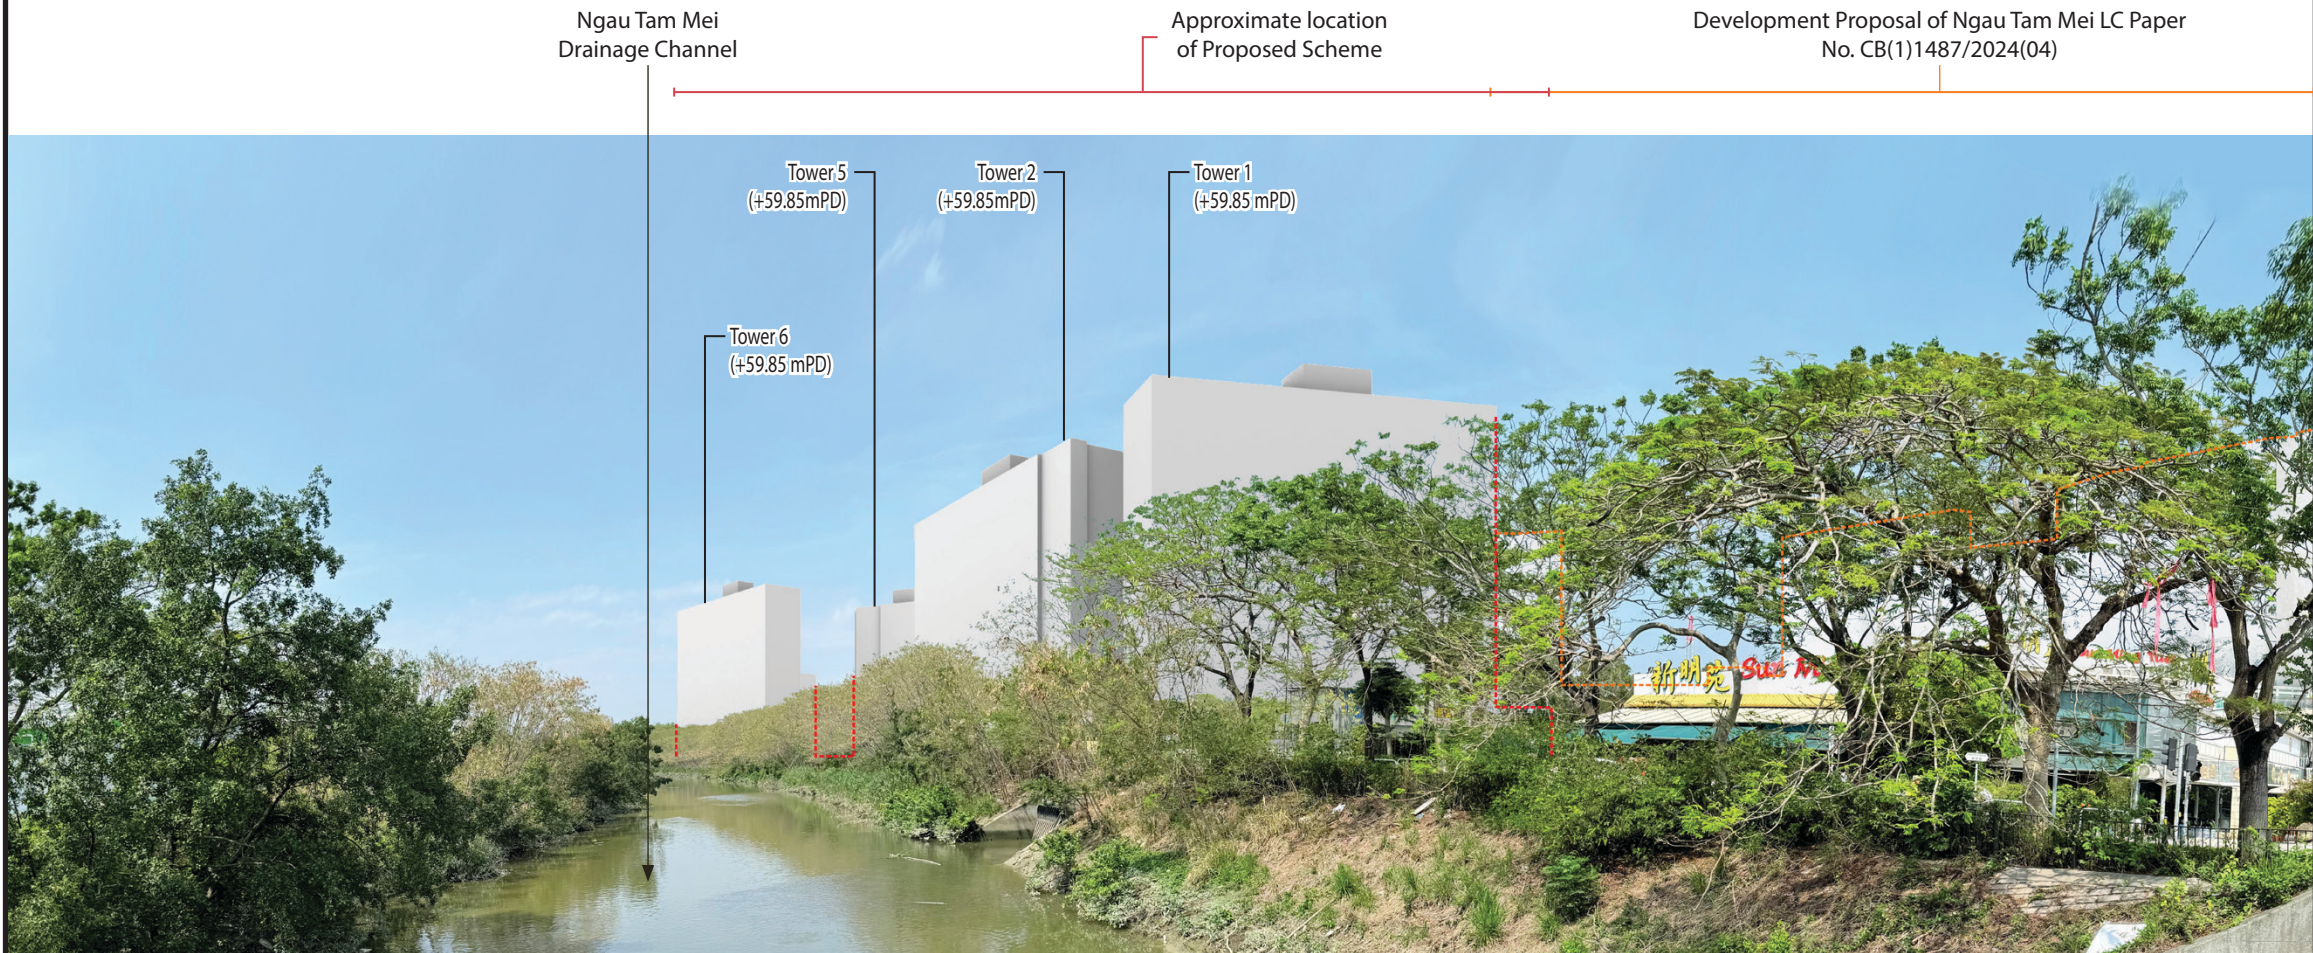 Ngau Tam Mei
Drainage Channel
Approximate location
of Proposed Scheme
Development Proposal of Ngau Tam Mei LC Paper
No. CB(1)1487/2024(04)
Tower 5
(+59.85mPD)
Tower 2
(+59.85mPD)
Tower 1
(+59.85 mPD)
Tower 6
(+59.85 mPD)
新明苑 Sun M